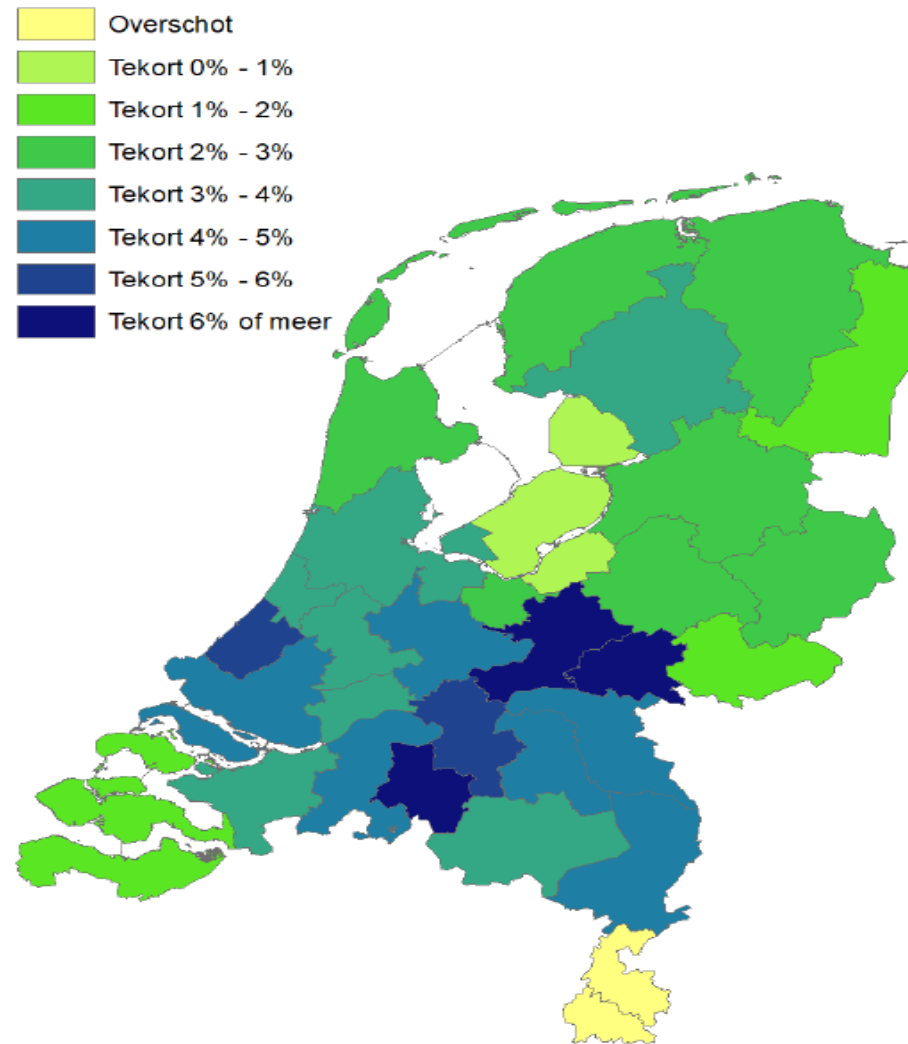 Overschot
Tekort 0% - 1%
Tekort 1% - 2%
Tekort 2% - 3%
Tekort 3% - 4%
Tekort 4% - 5%
Tekort 5% - 6%
Tekort 6% of meer